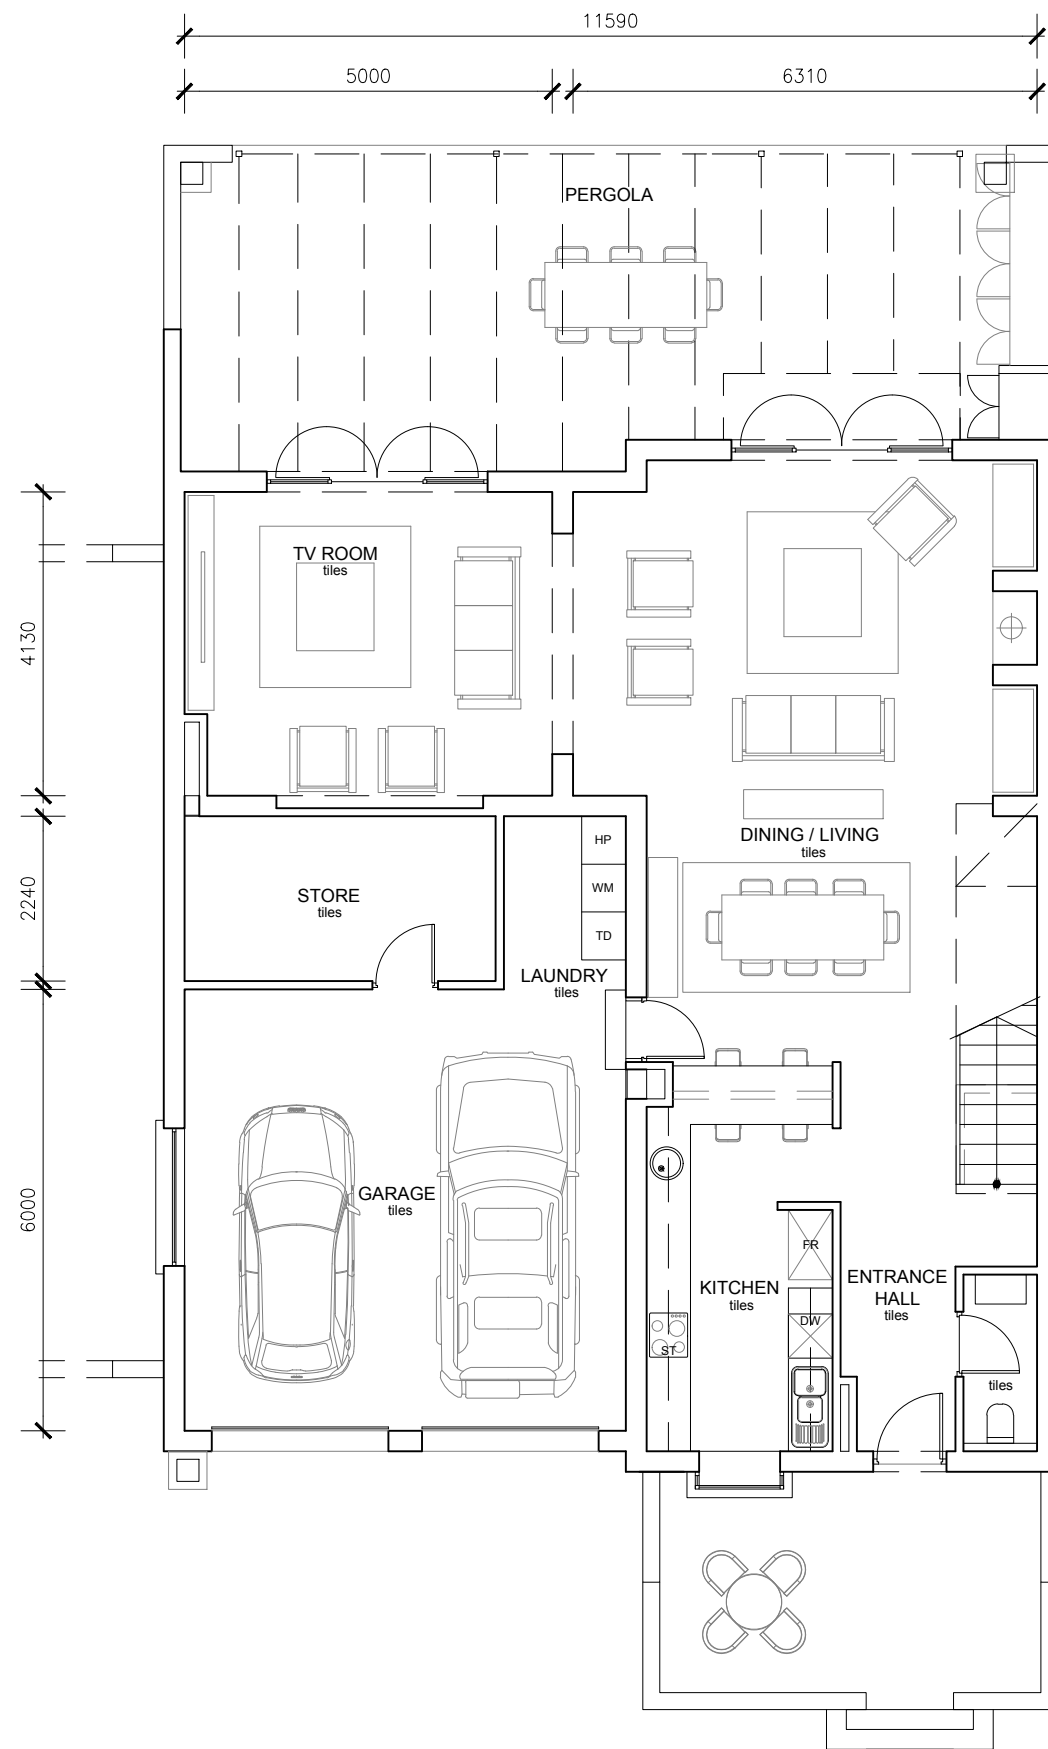 11590
5000
6310
PERGOLA
TV ROOM
tiles
4130
DINING / LIVING
tiles
HP
WM
TD
STORE
tiles
2240
LAUNDRY
tiles
GARAGE
tiles
6000
FR
KITCHEN
tiles
ENTRANCE
HALL
tiles
DW
ST
tiles